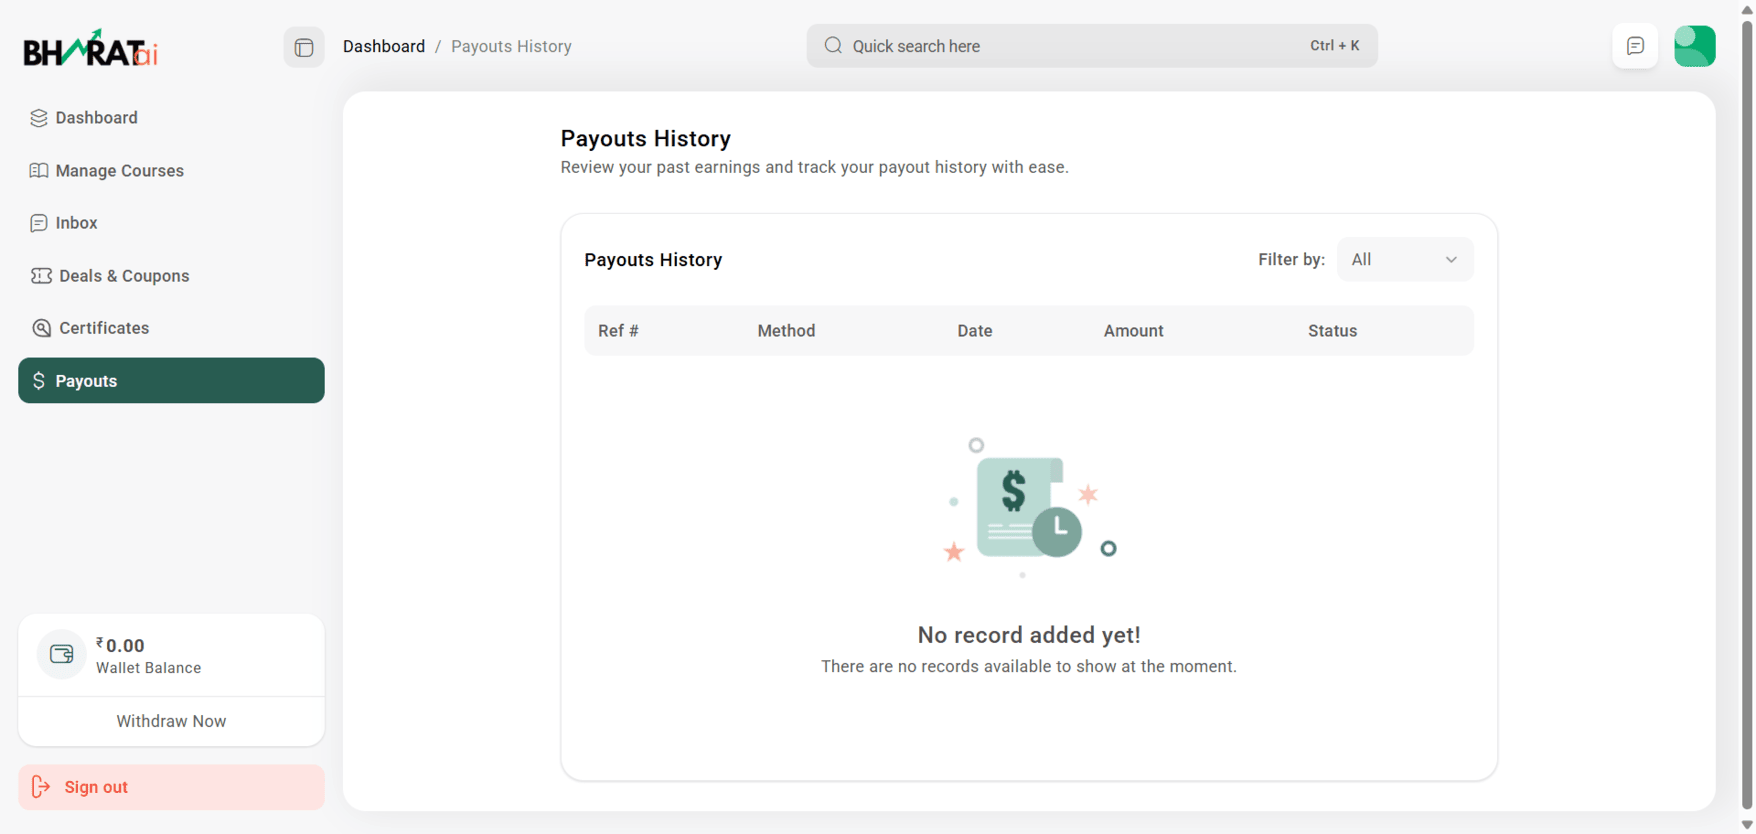 BHARATai
Dashboard / Payouts History
Quick search here
Ctrl + K
Dashboard
Manage Courses
Inbox
Deals & Coupons
Certificates
Payouts
₹0.00
Wallet Balance
Withdraw Now
Sign out
Payouts History
Review your past earnings and track your payout history with ease.
Payouts History
Filter by: All
Ref # Method Date Amount Status
$
No record added yet!
There are no records available to show at the moment.